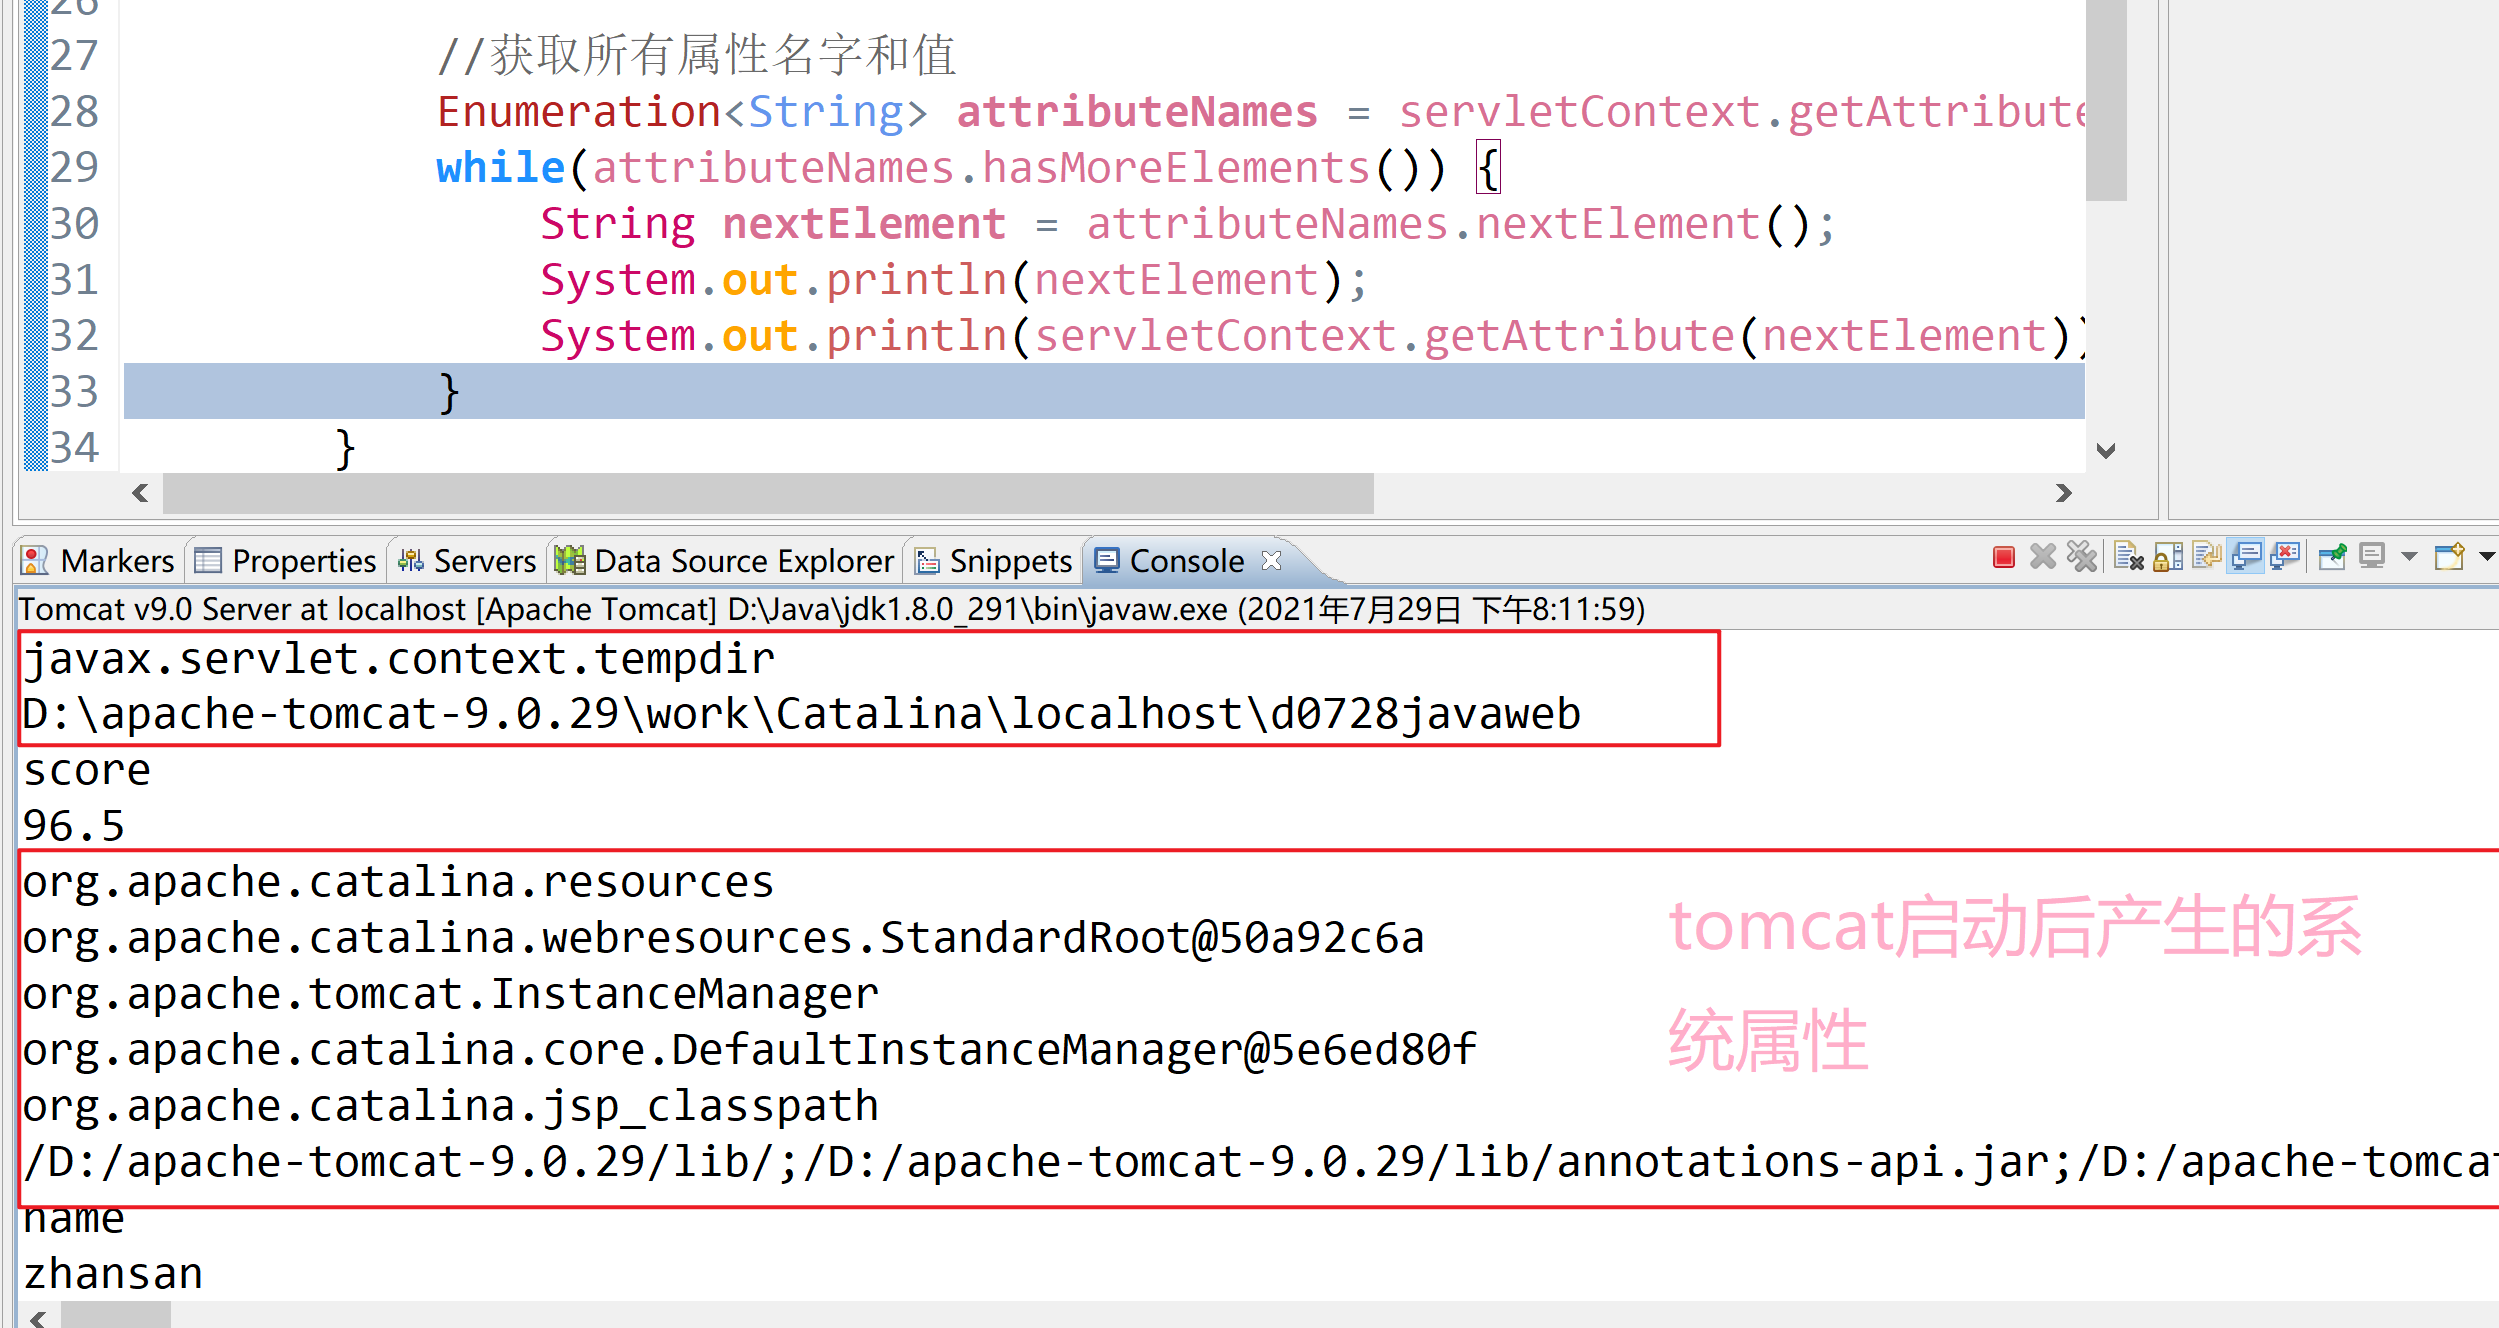 26
27 //获取所有属性名字和值
28 Enumeration<String> attributeNames = servletContext.getAttribute
29 while(attributeNames.hasMoreElements()) {
30 String nextElement = attributeNames.nextElement();
31 System.out.println(nextElement);
32 System.out.println(servletContext.getAttribute(nextElement))
33 }
34 }
Markers Properties Servers Data Source Explorer Snippets Console
Tomcat v9.0 Server at localhost [Apache Tomcat] D:\Java\jdk1.8.0_291\bin\javaw.exe (2021年7月29日 下午8:11:59)
javax.servlet.context.tempdir
D:\apache-tomcat-9.0.29\work\Catalina\localhost\d0728javaweb
score
96.5
org.apache.catalina.resources
org.apache.catalina.webresources.StandardRoot@50a92c6a
org.apache.tomcat.InstanceManager
org.apache.catalina.core.DefaultInstanceManager@5e6ed80f
org.apache.catalina.jsp_classpath
/D:/apache-tomcat-9.0.29/lib/;/D:/apache-tomcat-9.0.29/lib/annotations-api.jar;/D:/apache-tomcat
name
zhansan
tomcat启动后产生的系
统属性